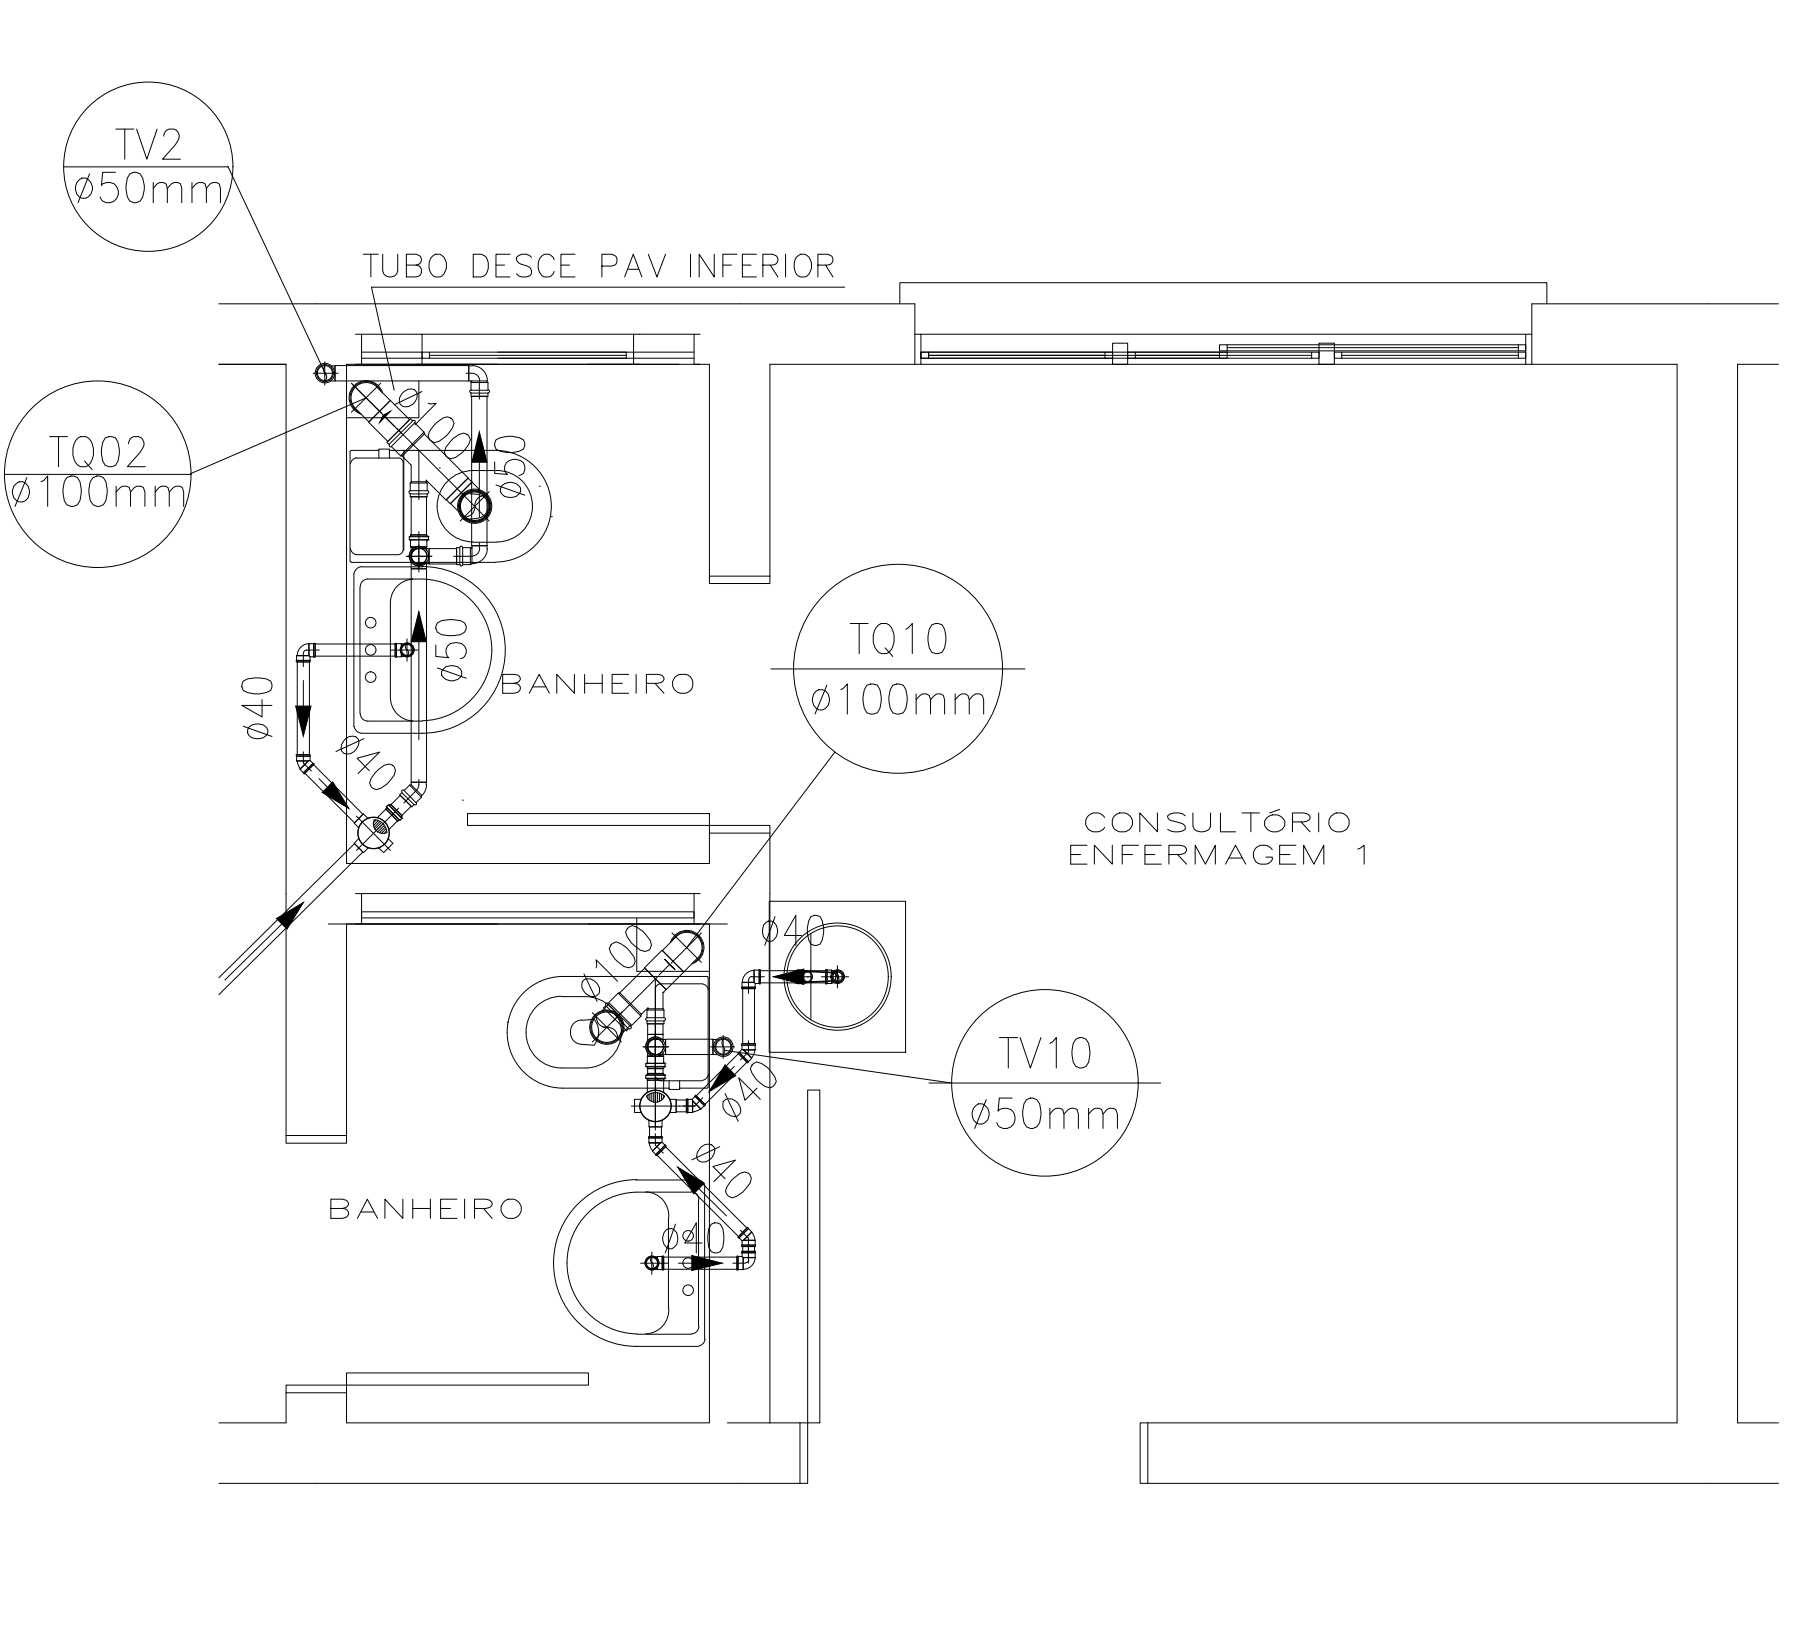 TV2
ø50mm
TUBO DESCE PAV INFERIOR
TQ02
ø100mm
ø100
ø50
ø50
BANHEIRO
ø40
ø40
TQ10
ø100mm
CONSULTÓRIO
ENFERMAGEM 1
ø40
ø100
TV10
ø50mm
ø40
ø40
BANHEIRO
ø40